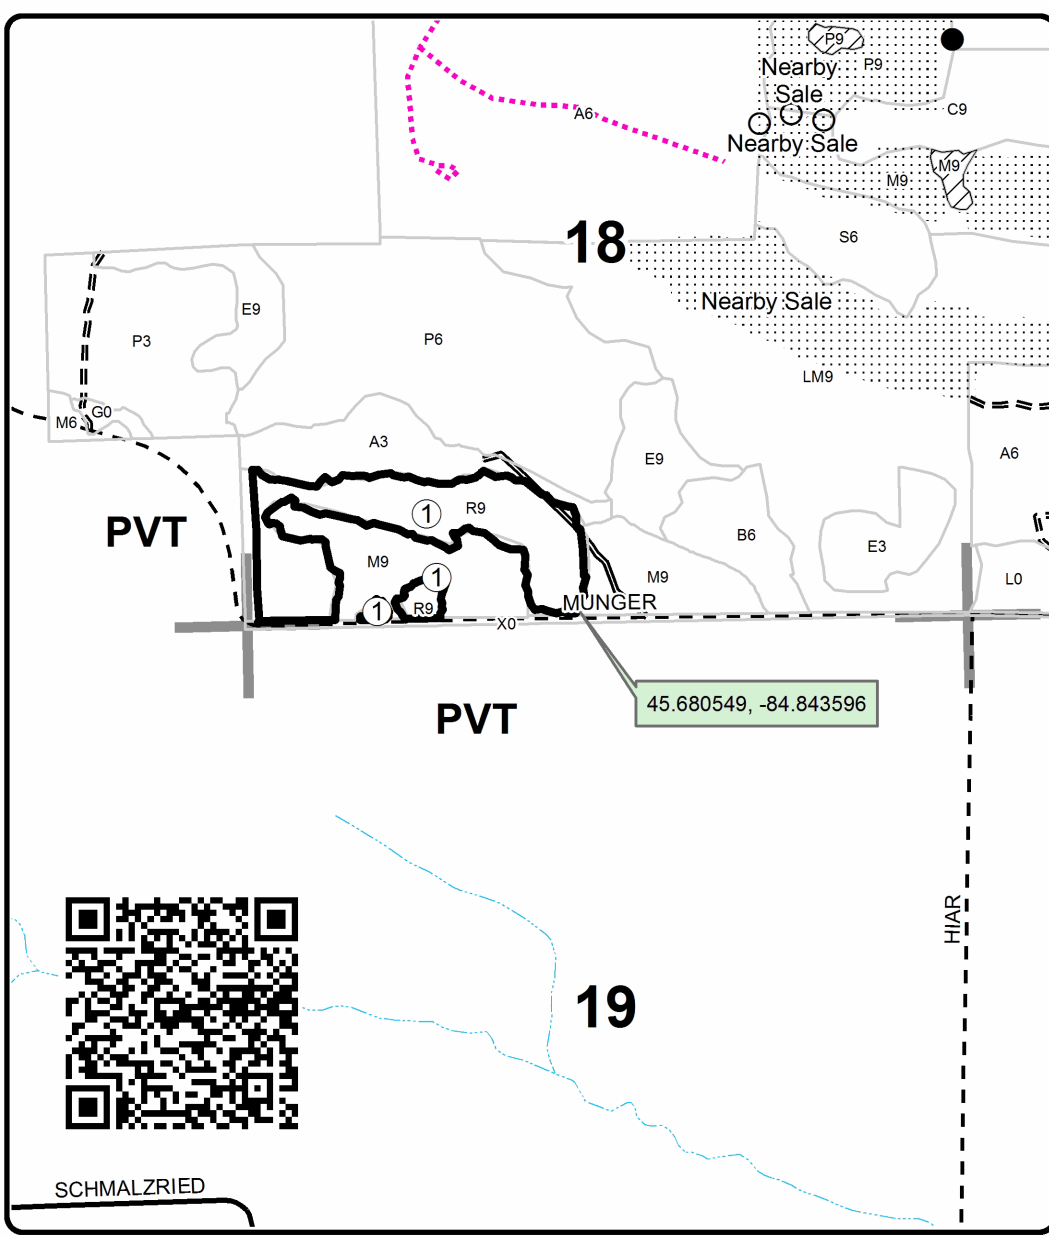 P9
Nearby
Sale
P9
A6
C9
Nearby Sale
M9
M9
18
S6
E9
Nearby Sale
P3
P6
LM9
G0
M6
A3
A6
E9
R9
1
PVT
B6
E3
M9
1
M9
L0
1
R9
MUNGER
X0
45.680549, -84.843596
PVT
HIAR
19
SCHMALZRIED